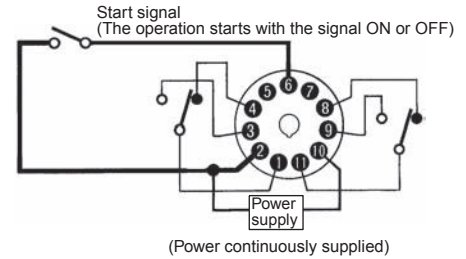 Start signal
(The operation starts with the signal ON or OFF)
6
5 7
4 8
3 9
2 10
1 11
Power
supply
(Power continuously supplied)